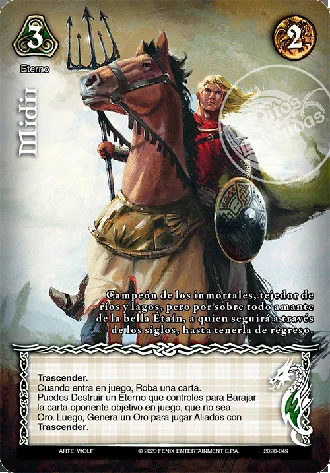 3
2
Eterno
Midir
Campeón de los inmortales, tejedor de
ríos y lagos, pero por sobre todo amante
de la bella Étaín, a quien seguirá a través
de los siglos, hasta tenerla de regreso.
Trascender.
Cuando entra en juego, Roba una carta.
Puedes Destruir un Eterno que controles para Barajar
la carta oponente objetivo en juego, que no sea
Oro. Luego, Genera un Oro para jugar Aliados con
Trascender.
ARTE: WOLF
© 2020 FENIX ENTERTAINMENT S.P.A.